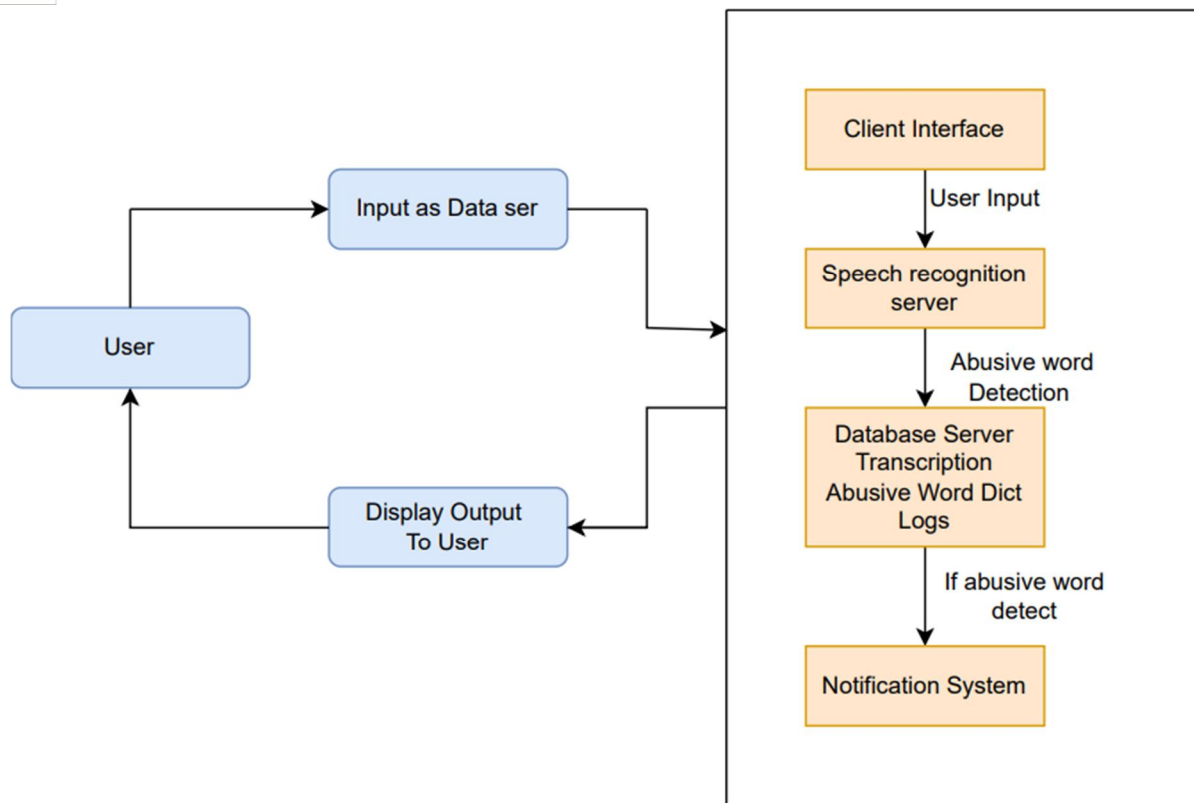 Client Interface
User Input
Input as Data ser
Speech recognition
server
User
Abusive word
Detection
Database Server
Transcription
Abusive Word Dict
Logs
Display Output
To User
If abusive word
detect
Notification System